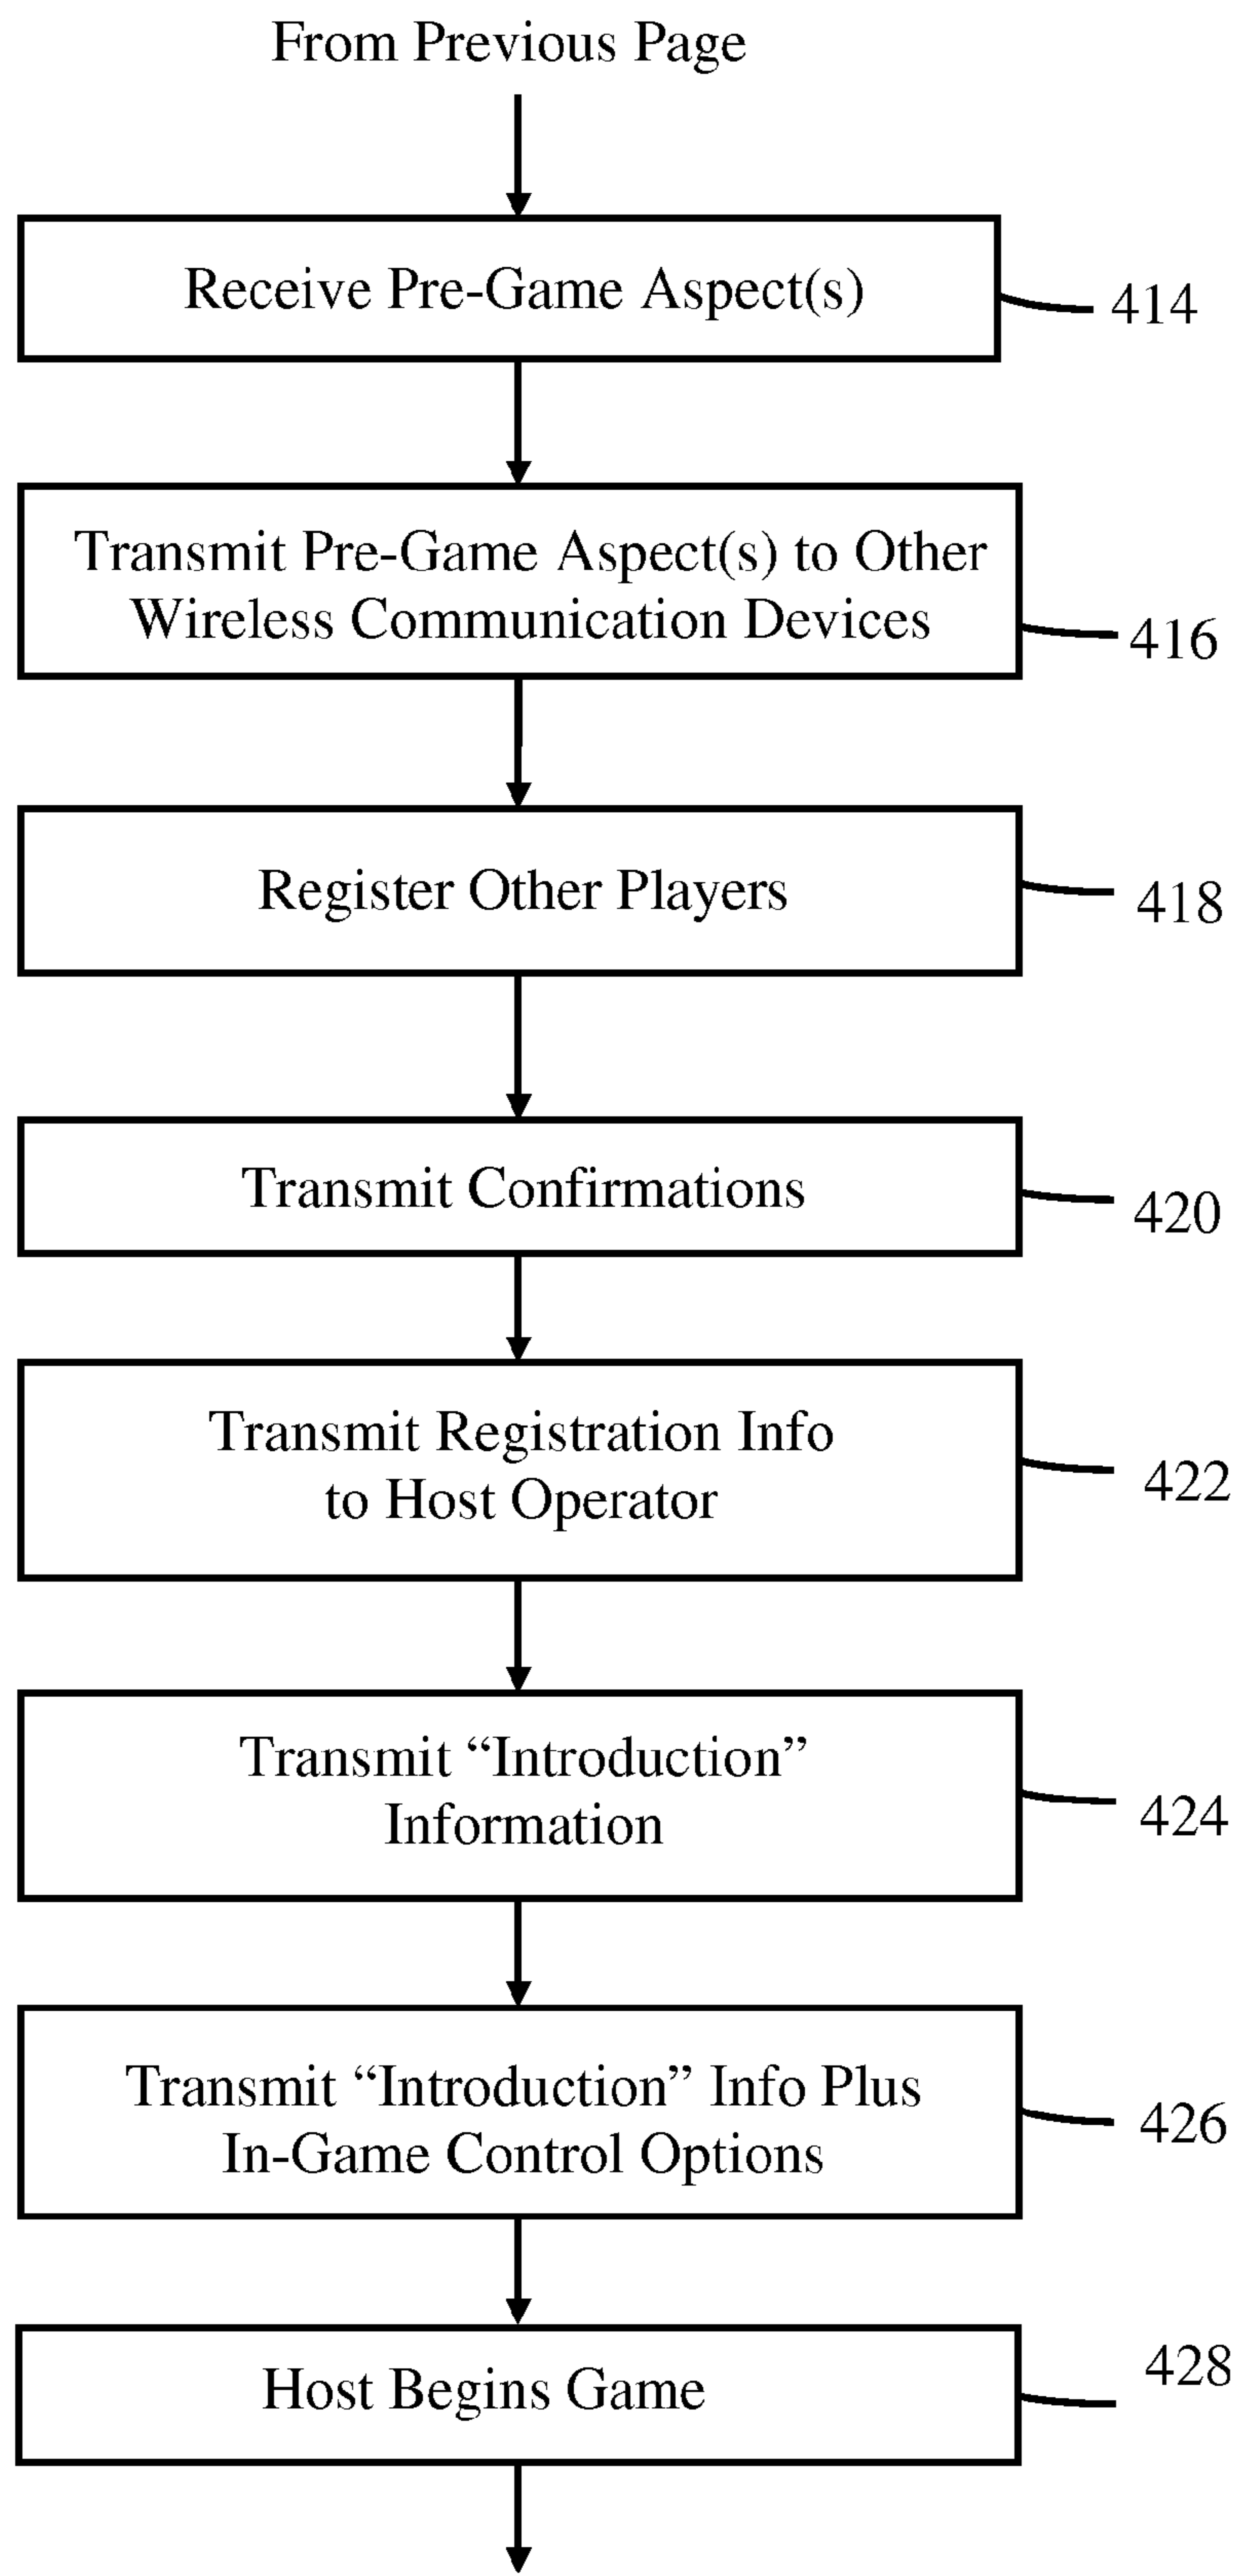 From Previous Page
Receive Pre-Game Aspect(s)
414
Transmit Pre-Game Aspect(s) to Other
Wireless Communication Devices
416
Register Other Players
418
Transmit Confirmations
420
Transmit Registration Info
to Host Operator
422
Transmit “Introduction”
Information
424
Transmit “Introduction” Info Plus
In-Game Control Options
426
Host Begins Game
428